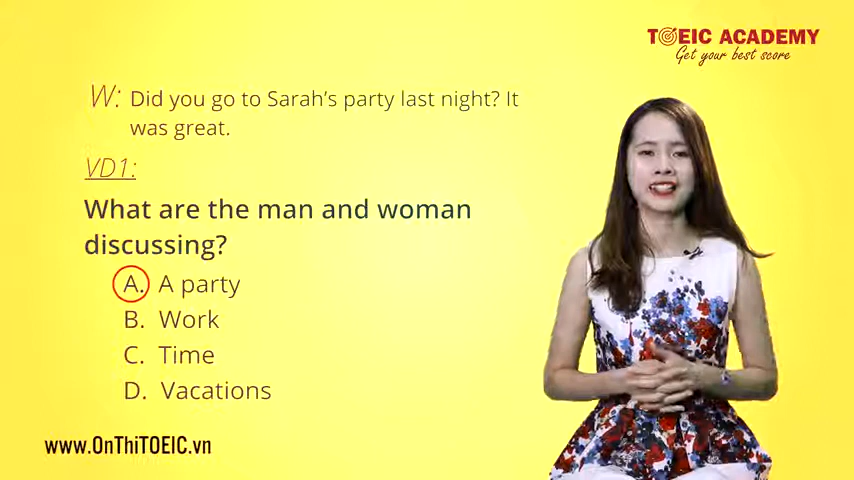 TOEIC ACADEMY
Get your best score
W: Did you go to Sarah's party last night? It
was great.
VD1:
What are the man and woman
discussing?
A. A party
B. Work
C. Time
D. Vacations
www.OnThiTOEIC.vn